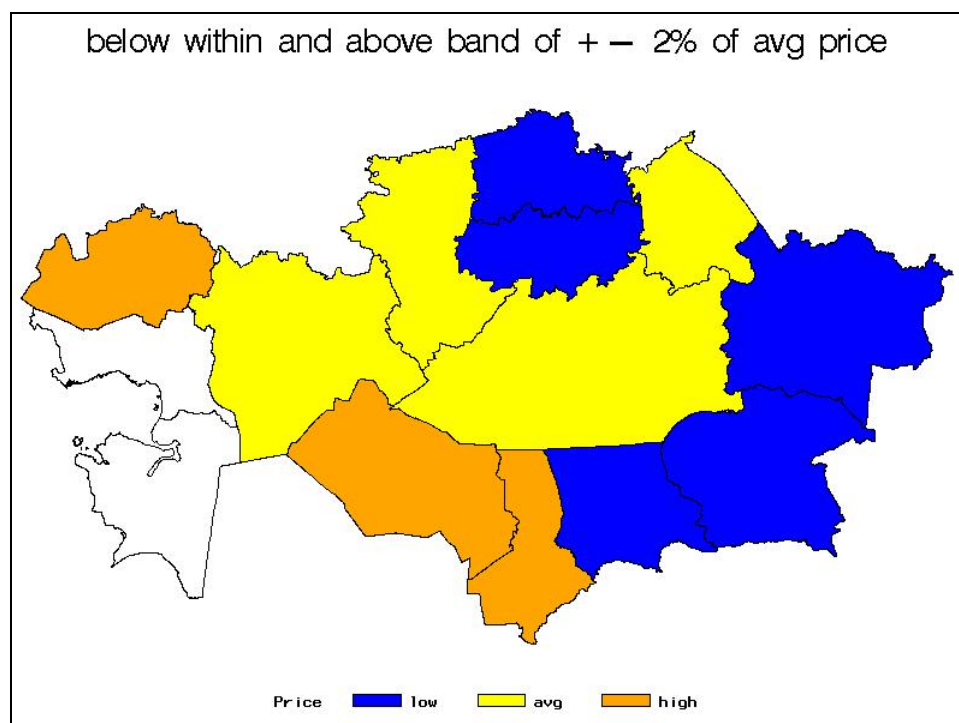 below within and above band of + − 2% of avg price
Price low avg high